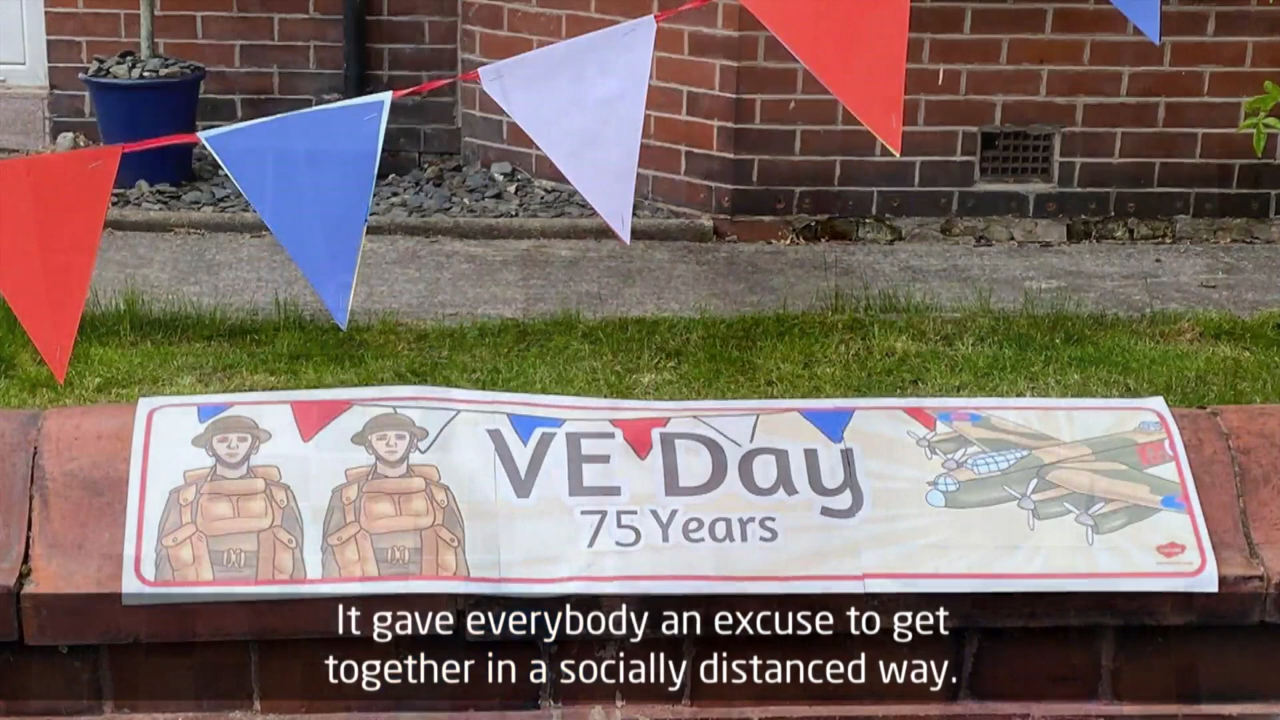 VE Day
75 Years
It gave everybody an excuse to get
together in a socially distanced way.